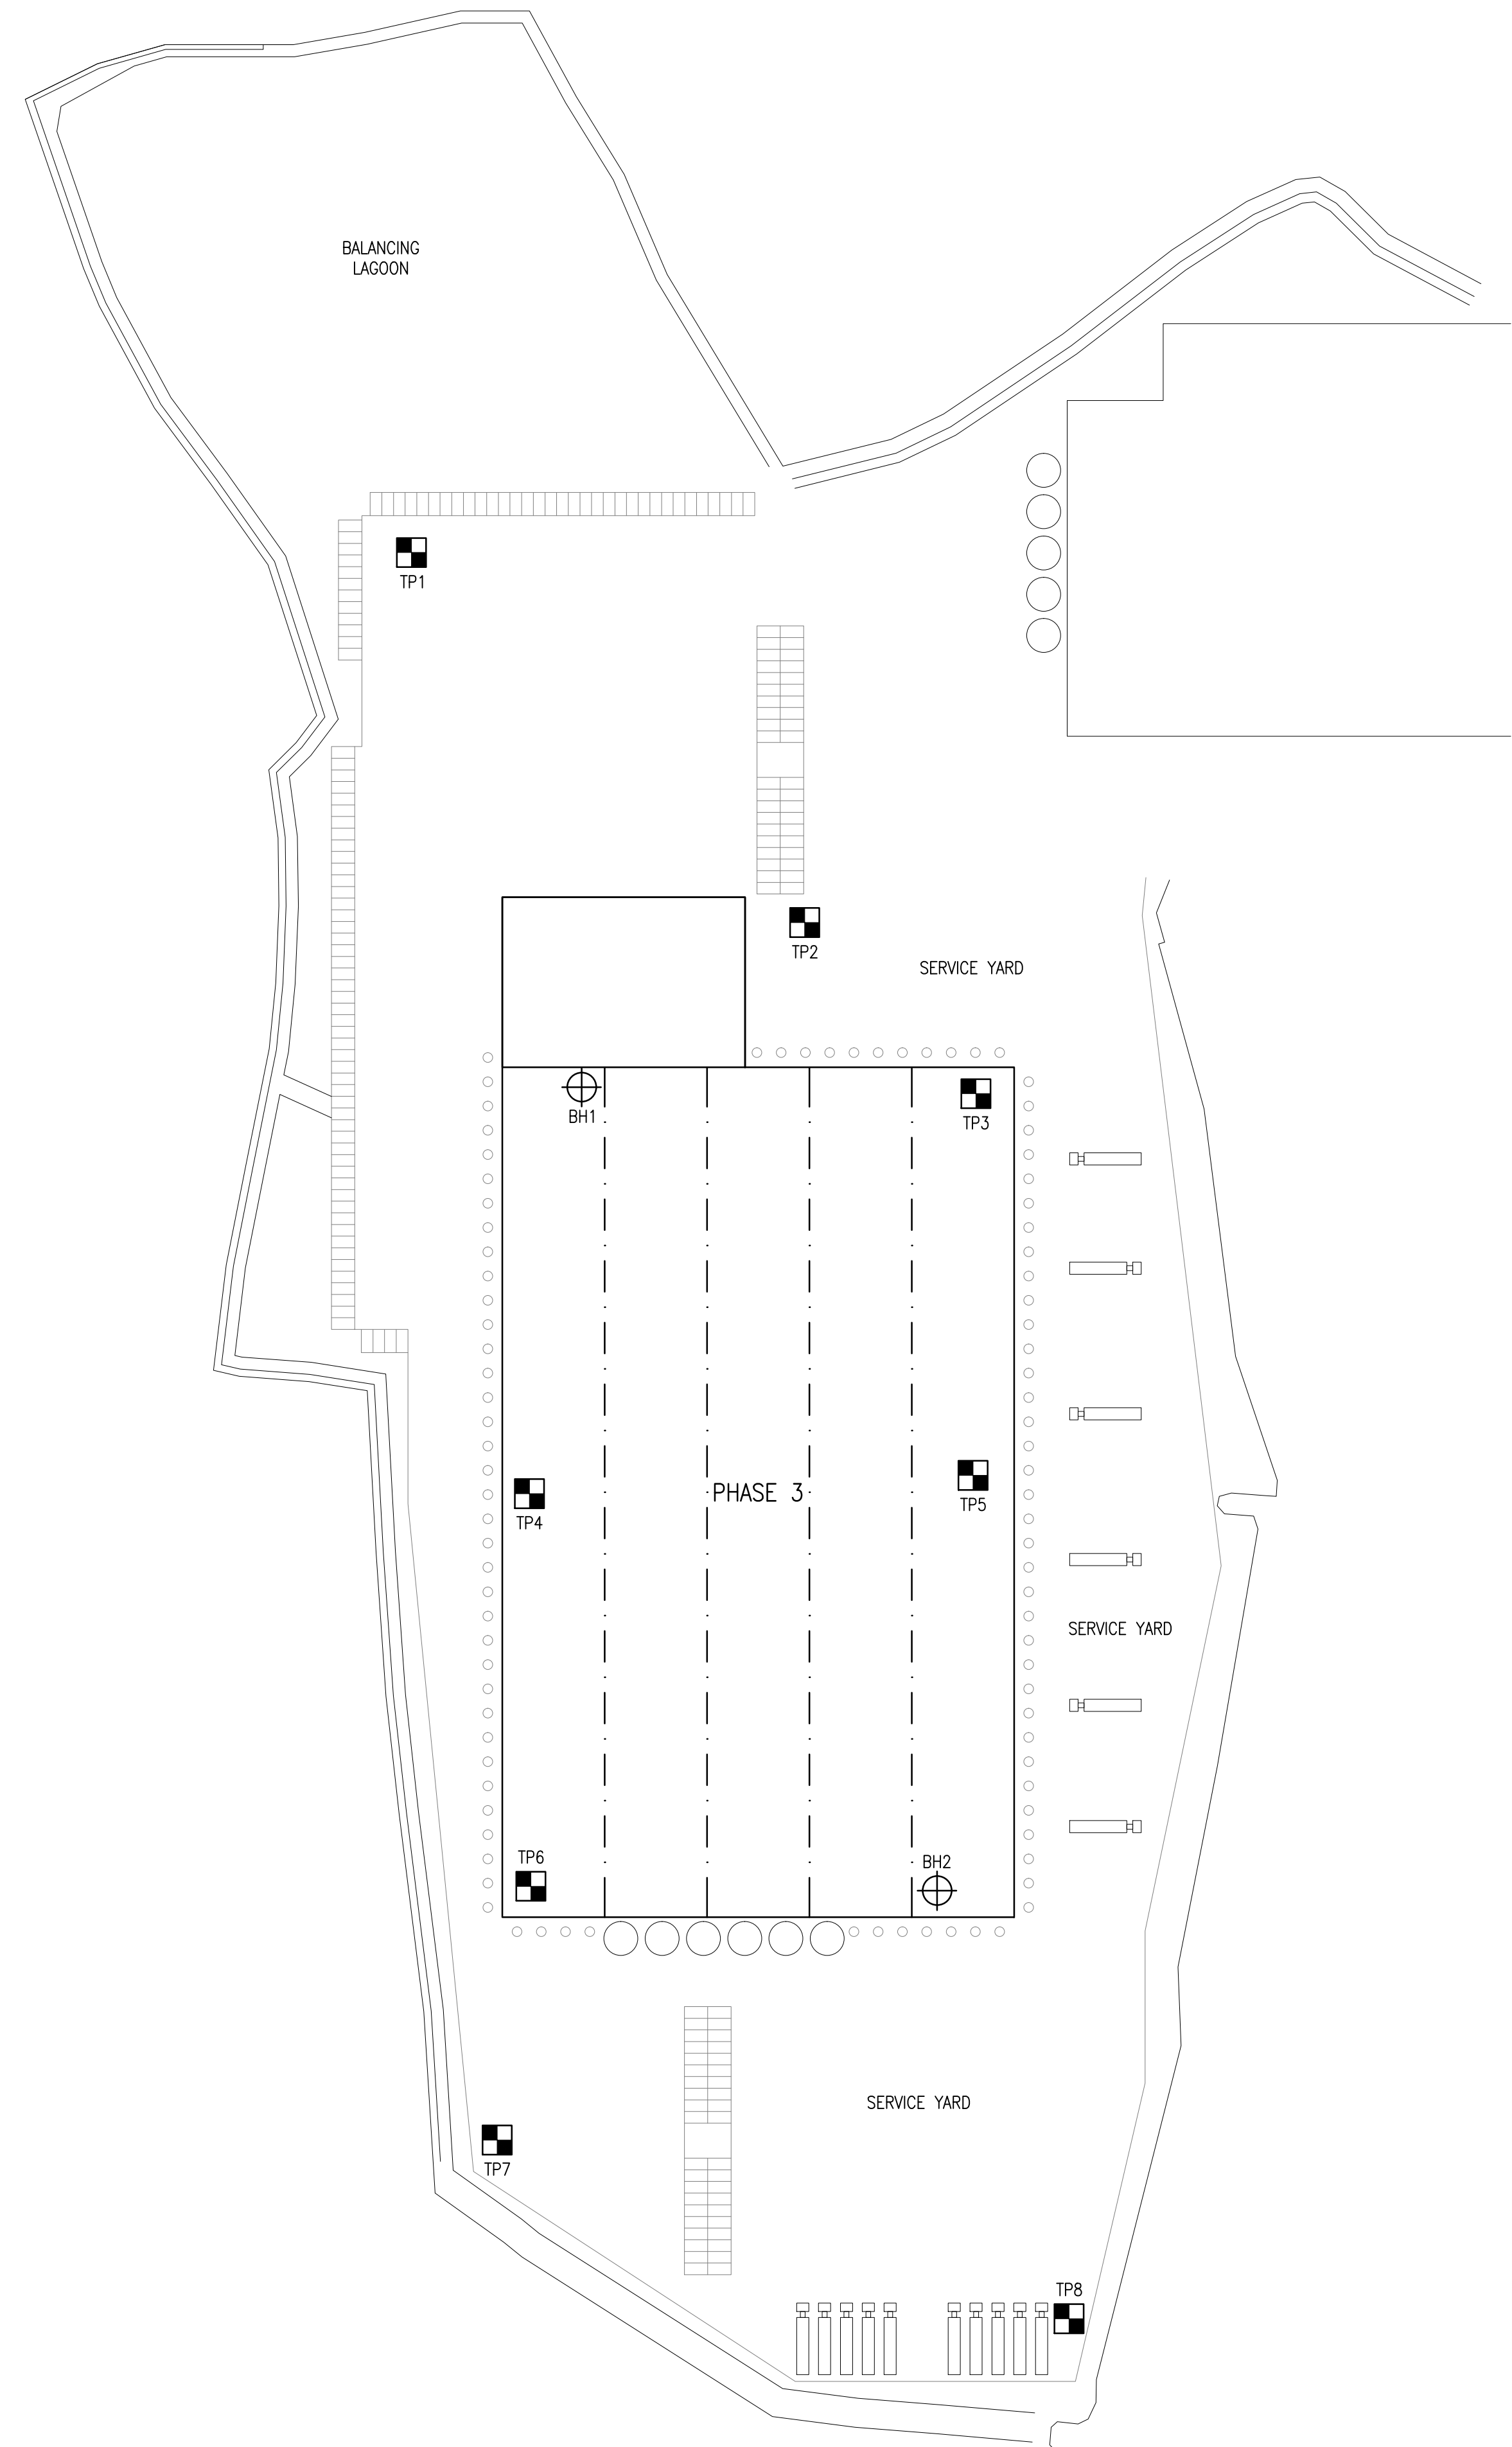 BALANCING
LAGOON
TP1
TP2
SERVICE YARD
BH1
TP3
PHASE 3
TP4
TP5
SERVICE YARD
TP6
BH2
SERVICE YARD
TP7
TP8